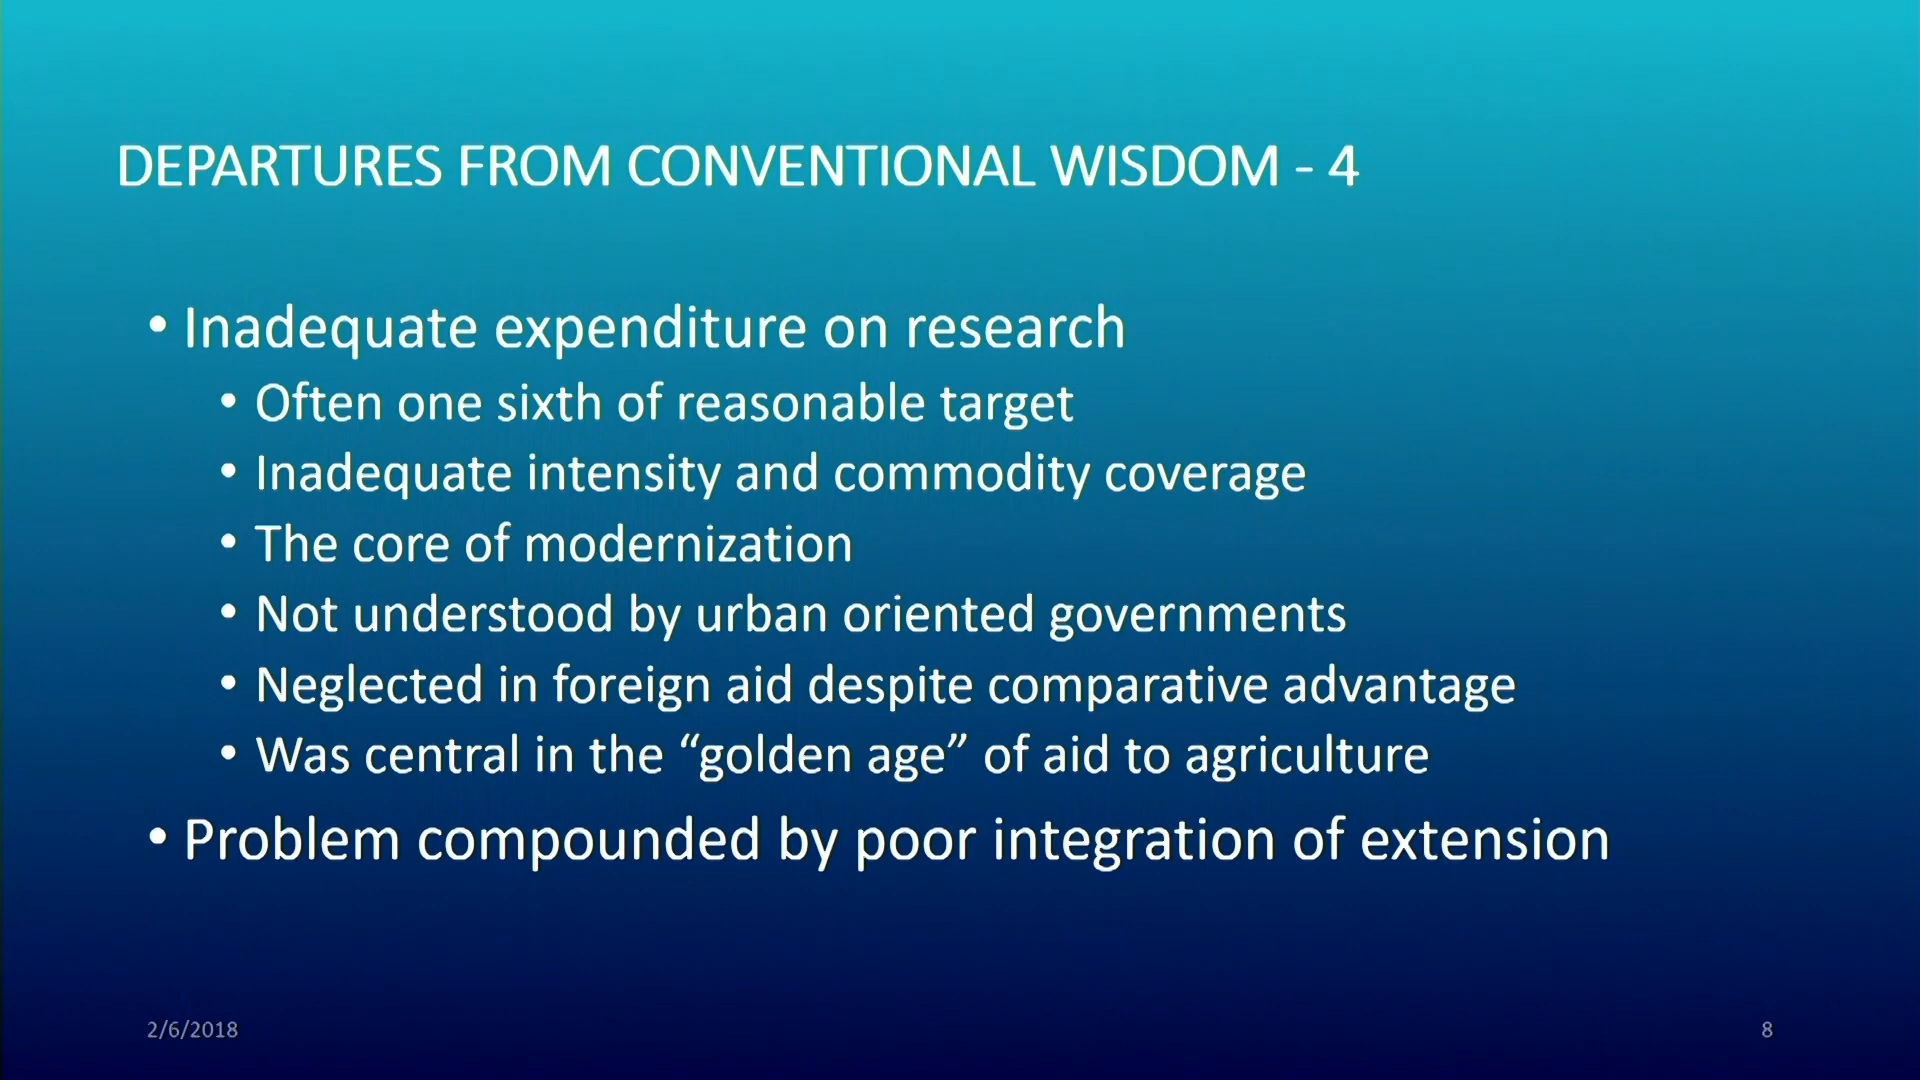 DEPARTURES FROM CONVENTIONAL WISDOM - 4
• Inadequate expenditure on research
• Often one sixth of reasonable target
• Inadequate intensity and commodity coverage
• The core of modernization
• Not understood by urban oriented governments
• Neglected in foreign aid despite comparative advantage
• Was central in the “golden age” of aid to agriculture
• Problem compounded by poor integration of extension
2/6/2018
8